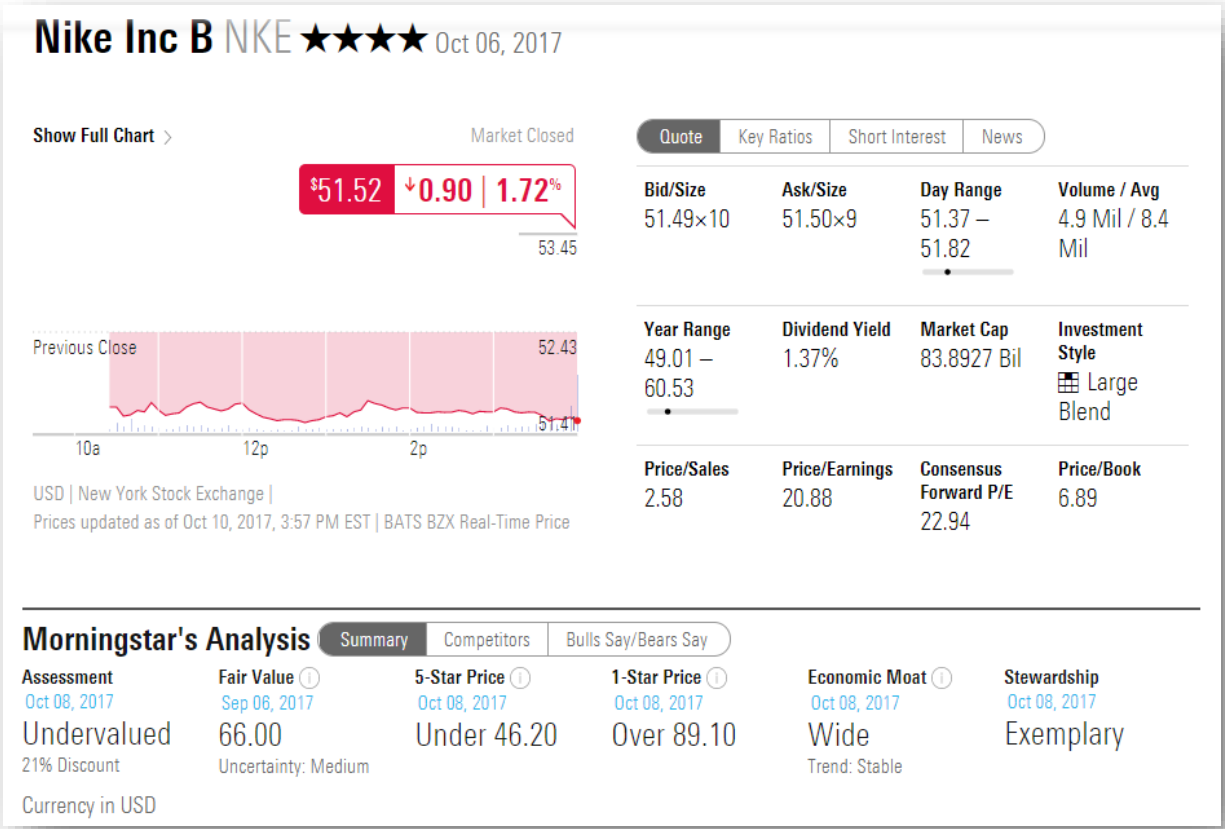 Nike Inc B NKE ★★★★ Oct 06, 2017
Show Full Chart
Market Closed
$51.52 ↓0.90 | 1.72%
53.45
Previous Close
52.43
51.41
10a 12p 2p
USD | New York Stock Exchange |
Prices updated as of Oct 10, 2017, 3:57 PM EST | BATS BZX Real-Time Price
Quote Key Ratios Short Interest News
Bid/Size Ask/Size Day Range Volume / Avg
51.49×10 51.50×9 51.37 – 4.9 Mil / 8.4
51.82 Mil
Year Range Dividend Yield Market Cap Investment
Style
49.01 – 1.37% 83.8927 Bil
60.53
Large
Blend
Price/Sales Price/Earnings Consensus Price/Book
Forward P/E
2.58 20.88 22.94 6.89
Morningstar's Analysis Summary Competitors Bulls Say/Bears Say
Assessment Fair Value 5-Star Price 1-Star Price Economic Moat Stewardship
Oct 08, 2017 Sep 06, 2017 Oct 08, 2017 Oct 08, 2017 Oct 08, 2017 Oct 08, 2017
Undervalued 66.00 Under 46.20 Over 89.10 Wide Exemplary
21% Discount Uncertainty: Medium Trend: Stable
Currency in USD